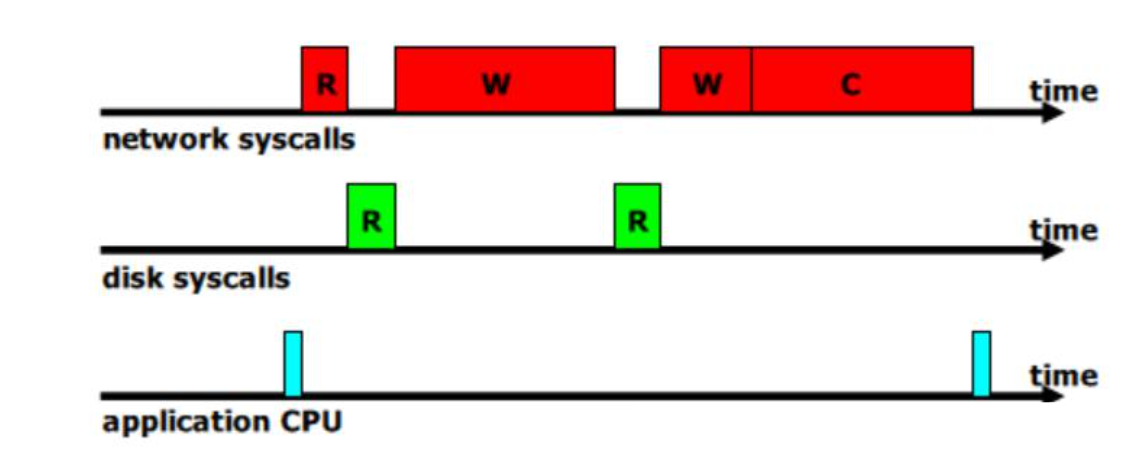 R W W C
time
network syscalls
R R
time
disk syscalls
time
application CPU